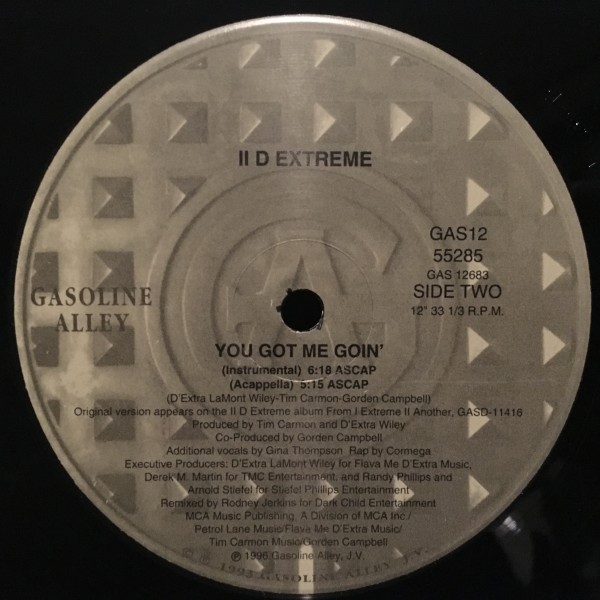 II D EXTREME
GAS12
55285
GAS 12683
SIDE TWO
12" 33 1/3 R.P.M.
GASOLINE
ALLEY
YOU GOT ME GOIN'
(Instrumental) 6:18 ASCAP
(Acappella) 5:15 ASCAP
(D'Extra LaMont Wiley-Tim Carmon-Gorden Campbell)
Original version appears on the II D Extreme album From I Extreme II Another, GASD-11416
Produced by Tim Carmon and D'Extra Wiley
Co-Produced by Gorden Campbell
Additional vocals by Gina Thompson Rap by Cormega
Executive Producers: D'Extra LaMont Wiley for Flava Me D'Extra Music,
Derek M. Martin for TMC Entertainment, and Randy Phillips and
Arnold Stiefel for Stiefel Phillips Entertainment
Remixed by Rodney Jerkins for Dark Child Entertainment
MCA Music Publishing, A Division of MCA Inc./
Petrol Lane Music/Flava Me D'Extra Music/
Tim Carmon Music/Gorden Campbell
℗ 1996 Gasoline Alley, J.V.
1993 GASOLINE ALLEY J.V.